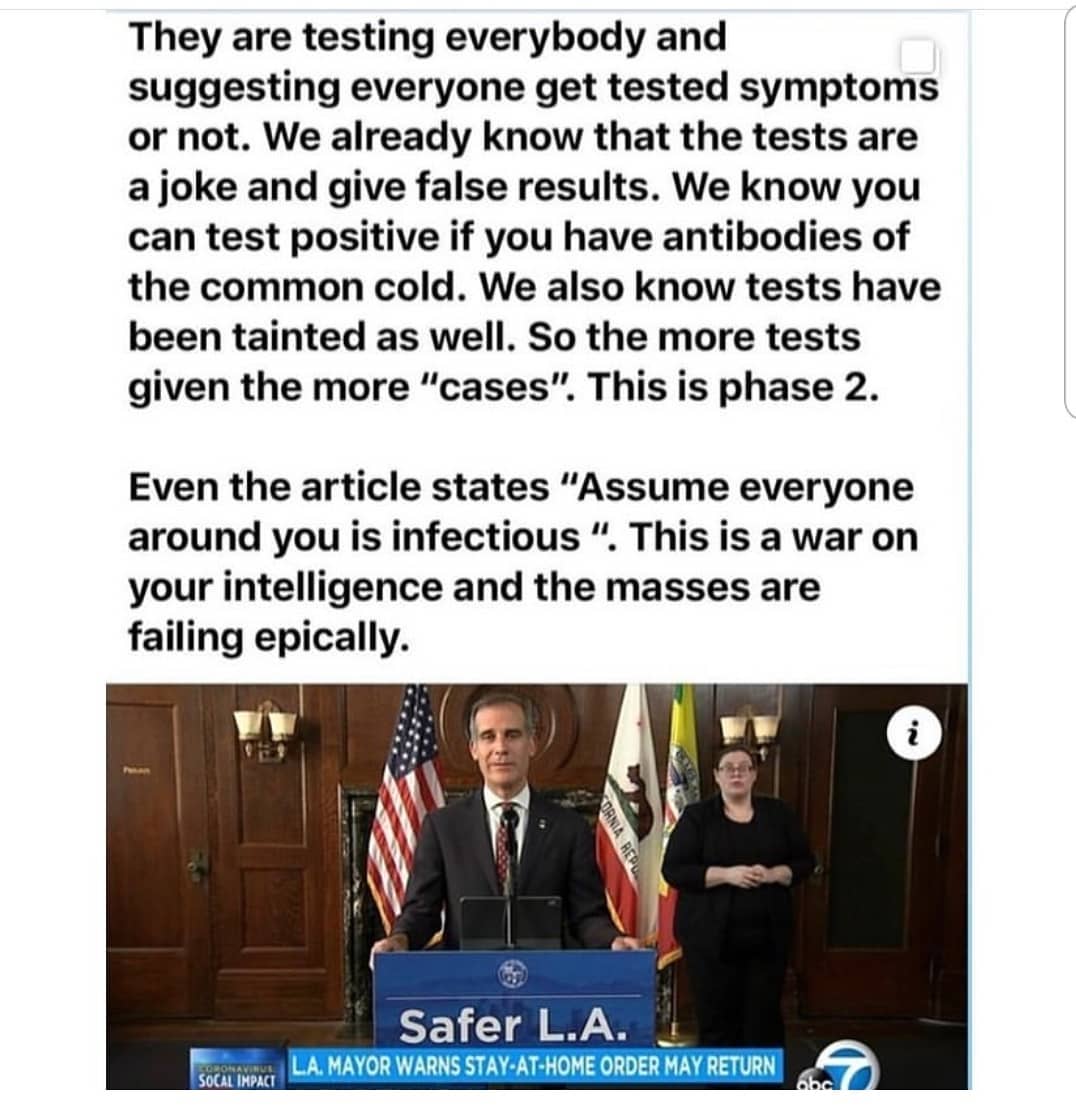 They are testing everybody and
suggesting everyone get tested symptoms
or not. We already know that the tests are
a joke and give false results. We know you
can test positive if you have antibodies of
the common cold. We also know tests have
been tainted as well. So the more tests
given the more “cases”. This is phase 2.
Even the article states “Assume everyone
around you is infectious “. This is a war on
your intelligence and the masses are
failing epically.
i
ORNIA REPU
Safer L.A.
CORONAVIRUS
SOCAL IMPACT
L.A. MAYOR WARNS STAY-AT-HOME ORDER MAY RETURN
abc 7